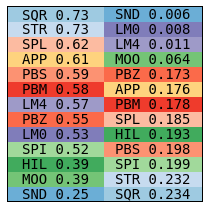 SQR 0.73 SND 0.006
STR 0.73 LM0 0.008
SPL 0.62 LM4 0.011
APP 0.61 MOO 0.064
PBS 0.59 PBZ 0.173
PBM 0.58 APP 0.176
LM4 0.57 PBM 0.178
PBZ 0.55 SPL 0.185
LM0 0.53 HIL 0.193
SPI 0.52 PBS 0.198
HIL 0.39 SPI 0.199
MOO 0.39 STR 0.232
SND 0.25 SQR 0.234